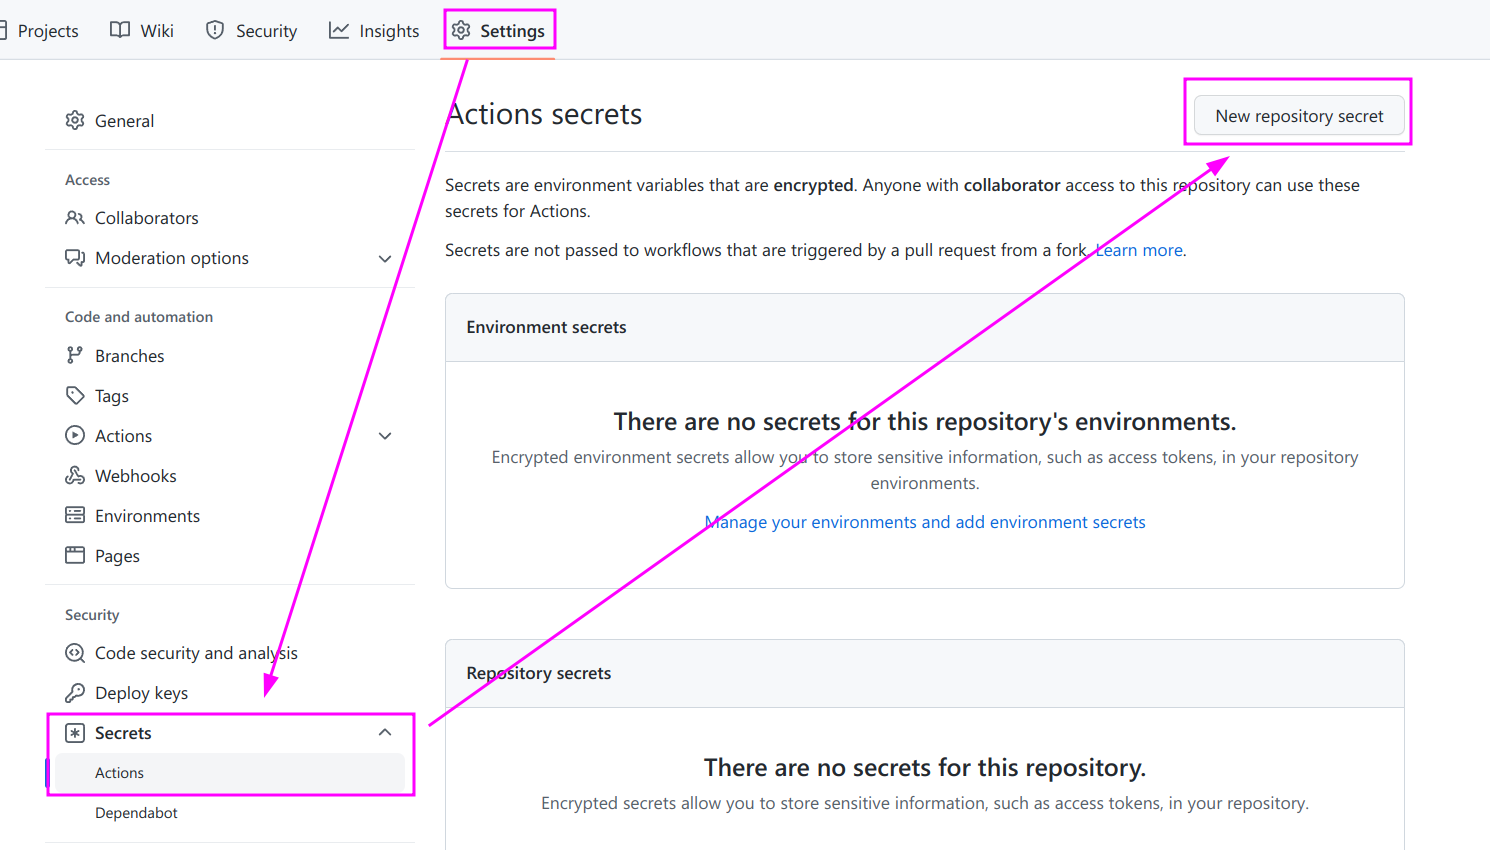 Projects
Wiki
Security
Insights
Settings
General
Access
Collaborators
Moderation options
Code and automation
Branches
Tags
Actions
Webhooks
Environments
Pages
Security
Code security and analysis
Deploy keys
Secrets
Actions
Dependabot
Actions secrets
New repository secret
Secrets are environment variables that are encrypted. Anyone with collaborator access to this repository can use these
secrets for Actions.
Secrets are not passed to workflows that are triggered by a pull request from a fork. Learn more.
Environment secrets
There are no secrets for this repository's environments.
Encrypted environment secrets allow you to store sensitive information, such as access tokens, in your repository
environments.
Manage your environments and add environment secrets
Repository secrets
There are no secrets for this repository.
Encrypted secrets allow you to store sensitive information, such as access tokens, in your repository.